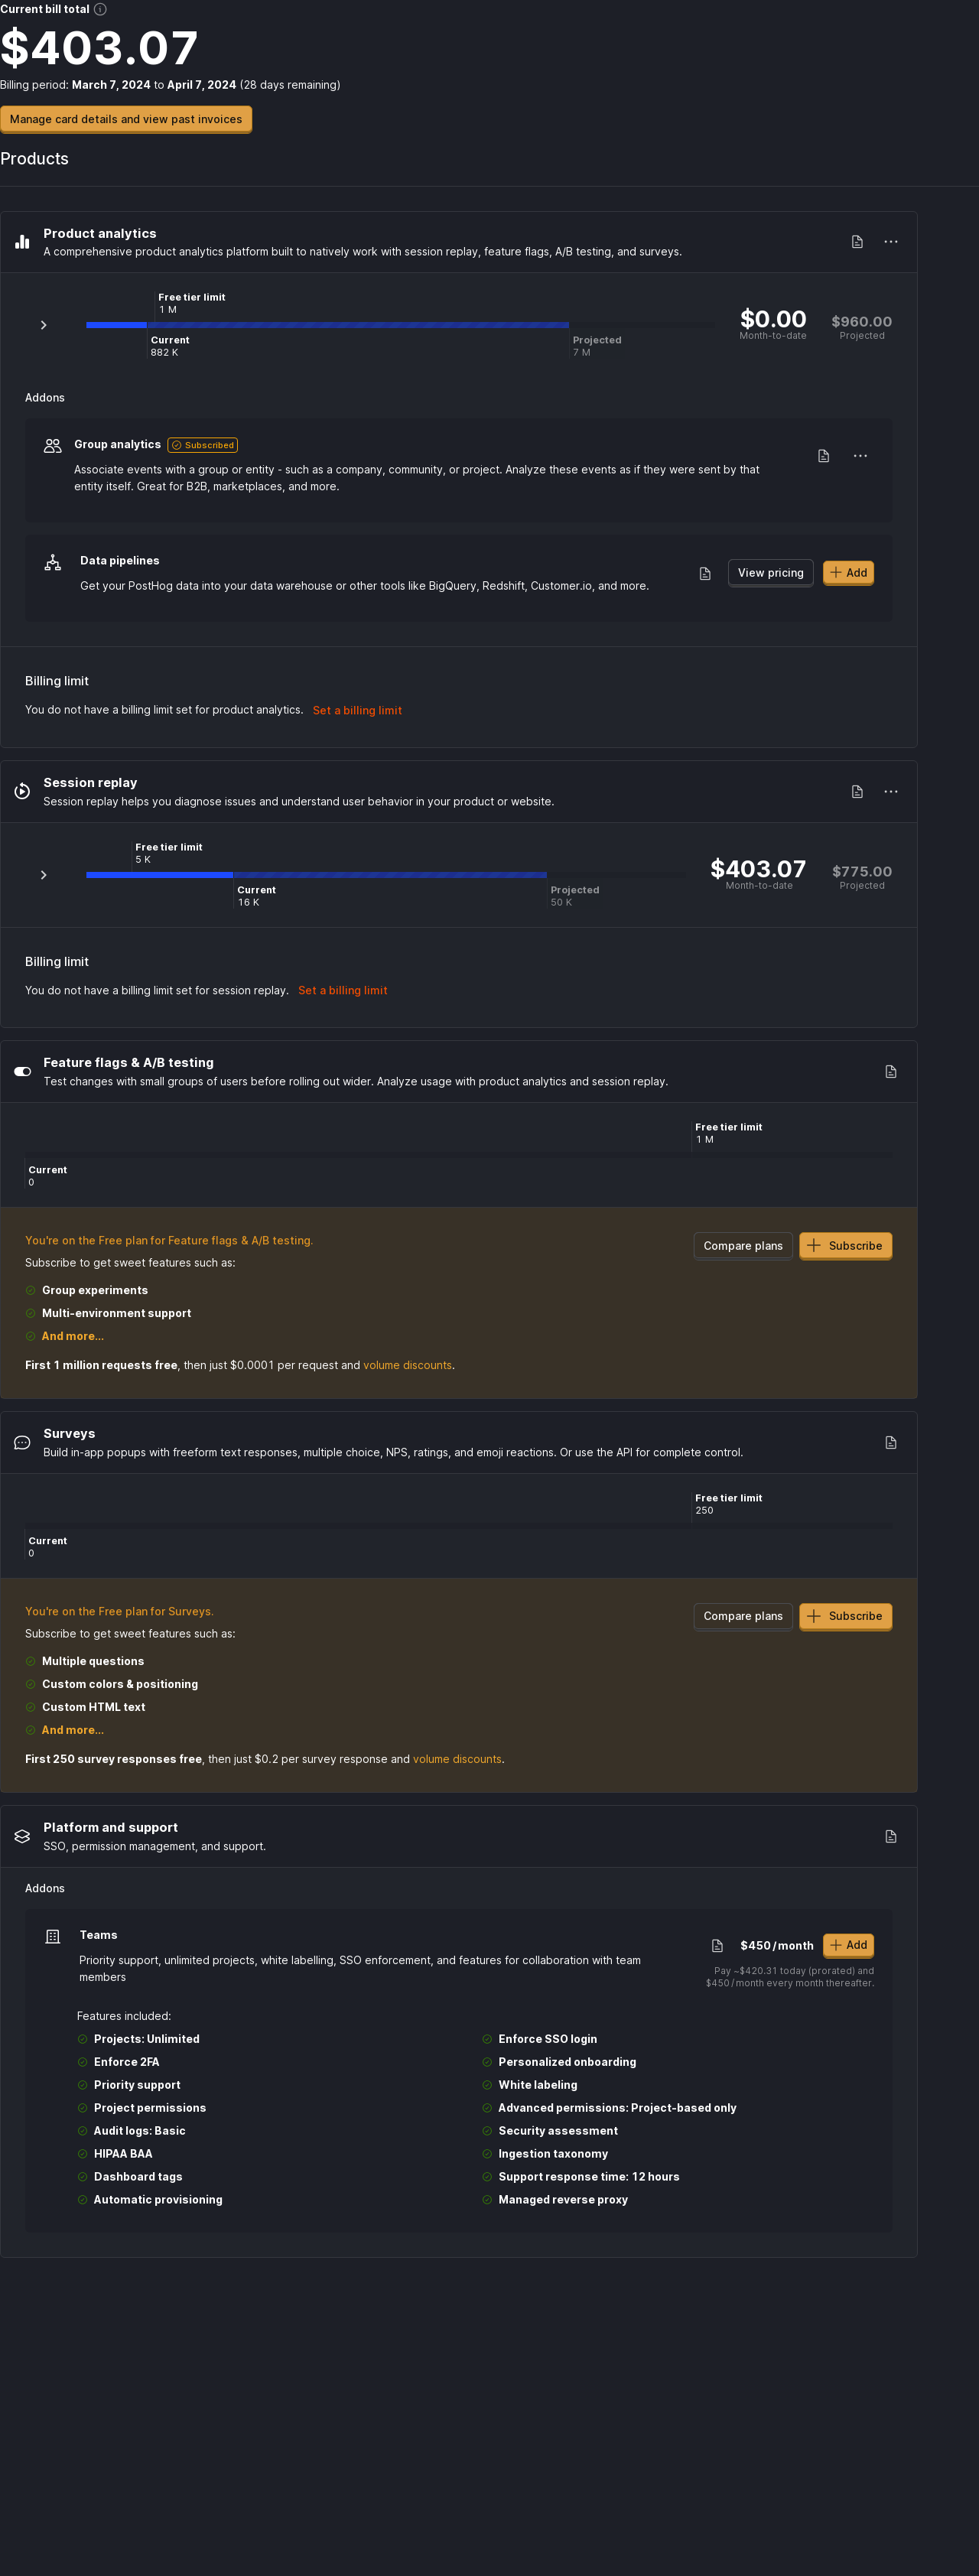 Current bill total
$403.07
Billing period: March 7, 2024 to April 7, 2024 (28 days remaining)
Manage card details and view past invoices
Products
Product analytics
A comprehensive product analytics platform built to natively work with session replay, feature flags, A/B testing, and surveys.
Free tier limit
1 M
Current
882 K
Projected
7 M
$0.00
Month-to-date
$960.00
Projected
Addons
Group analytics Subscribed
Associate events with a group or entity - such as a company, community, or project. Analyze these events as if they were sent by that
entity itself. Great for B2B, marketplaces, and more.
Data pipelines
Get your PostHog data into your data warehouse or other tools like BigQuery, Redshift, Customer.io, and more.
View pricing
Add
Billing limit
You do not have a billing limit set for product analytics. Set a billing limit
Session replay
Session replay helps you diagnose issues and understand user behavior in your product or website.
Free tier limit
5 K
Current
16 K
Projected
50 K
$403.07
Month-to-date
$775.00
Projected
Billing limit
You do not have a billing limit set for session replay. Set a billing limit
Feature flags & A/B testing
Test changes with small groups of users before rolling out wider. Analyze usage with product analytics and session replay.
Free tier limit
1 M
Current
0
You're on the Free plan for Feature flags & A/B testing.
Compare plans
Subscribe
Subscribe to get sweet features such as:
Group experiments
Multi-environment support
And more...
First 1 million requests free, then just $0.0001 per request and volume discounts.
Surveys
Build in-app popups with freeform text responses, multiple choice, NPS, ratings, and emoji reactions. Or use the API for complete control.
Free tier limit
250
Current
0
You're on the Free plan for Surveys.
Compare plans
Subscribe
Subscribe to get sweet features such as:
Multiple questions
Custom colors & positioning
Custom HTML text
And more...
First 250 survey responses free, then just $0.2 per survey response and volume discounts.
Platform and support
SSO, permission management, and support.
Addons
Teams
Priority support, unlimited projects, white labelling, SSO enforcement, and features for collaboration with team
members
$450/month
Add
Pay ~$420.31 today (prorated) and
$450/month every month thereafter.
Features included:
Projects: Unlimited
Enforce SSO login
Enforce 2FA
Personalized onboarding
Priority support
White labeling
Project permissions
Advanced permissions: Project-based only
Audit logs: Basic
Security assessment
HIPAA BAA
Ingestion taxonomy
Dashboard tags
Support response time: 12 hours
Automatic provisioning
Managed reverse proxy